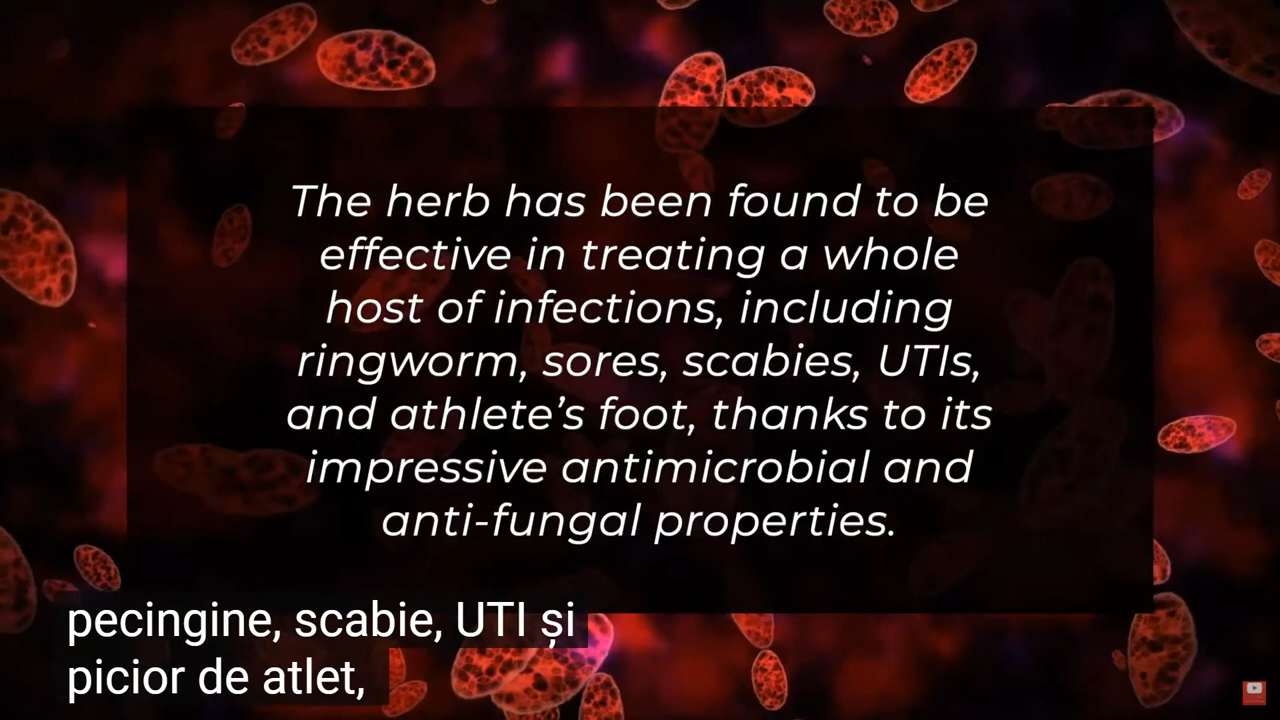 The herb has been found to be
effective in treating a whole
host of infections, including
ringworm, sores, scabies, UTIs,
and athlete’s foot, thanks to its
impressive antimicrobial and
anti-fungal properties.
pecingine, scabie, UTI și
picior de atlet,